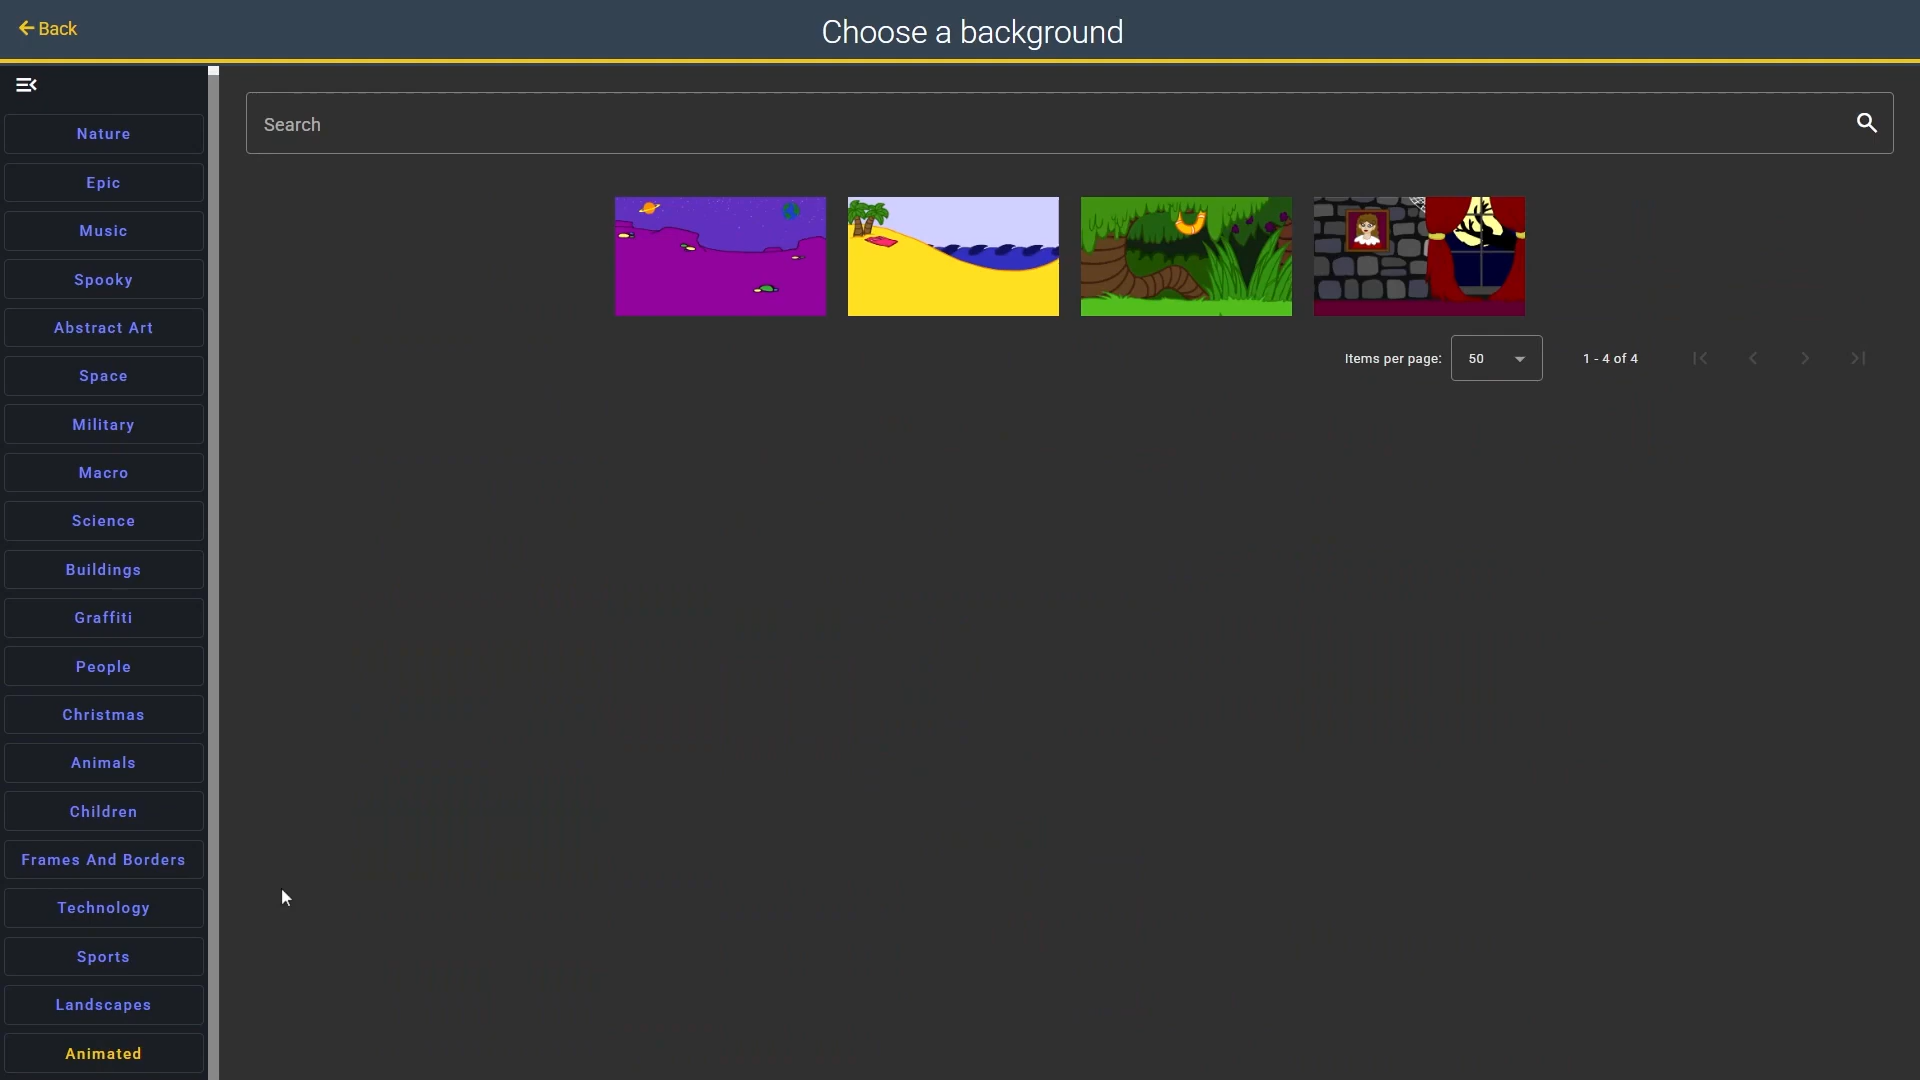 Back
Choose a background
Search
Nature
Epic
Music
Spooky
Abstract Art
Space
Military
Macro
Science
Buildings
Graffiti
People
Christmas
Animals
Children
Frames And Borders
Technology
Sports
Landscapes
Animated
Items per page: 50 1 - 4 of 4